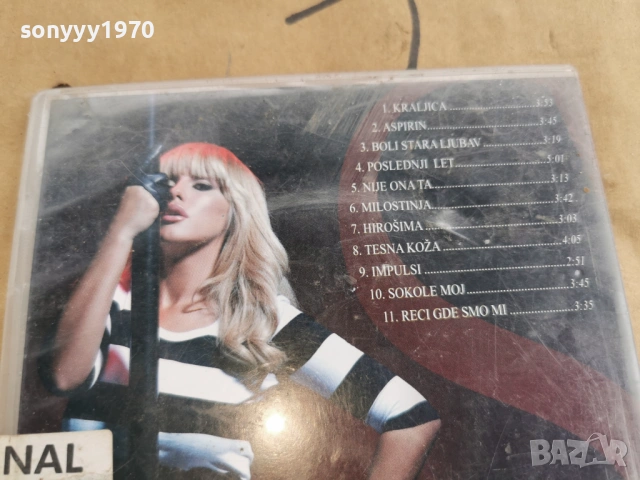 sonyyy1970
1. KRALJICA 3:33
2. ASPIRIN 3:45
3. BOLI STARA LJUBAV 3:19
4. POSLEDNJI LET 5:01
5. NIJE ONA TA 3:13
6. MILOSTINJA 3:42
7. HIROŠIMA 3:03
8. TESNA KOŽA 4:05
9. IMPULSI 2:51
10. SOKOLE MOJ 3:45
11. RECI GDE SMO MI 3:35
NAL
BAZAR